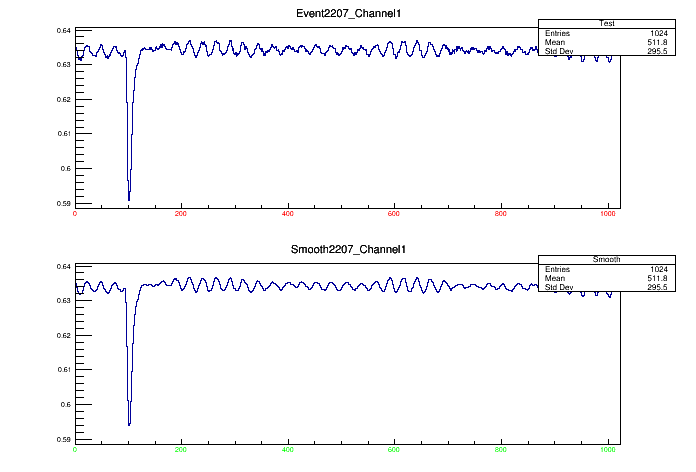 Event2207_Channel1
Test
Entries 1024
Mean 511.8
Std Dev 295.5
0.64
0.63
0.62
0.61
0.6
0.59
0 200 400 600 800 1000
Smooth2207_Channel1
Smooth
Entries 1024
Mean 511.8
Std Dev 295.5
0.64
0.63
0.62
0.61
0.6
0.59
0 200 400 600 800 1000